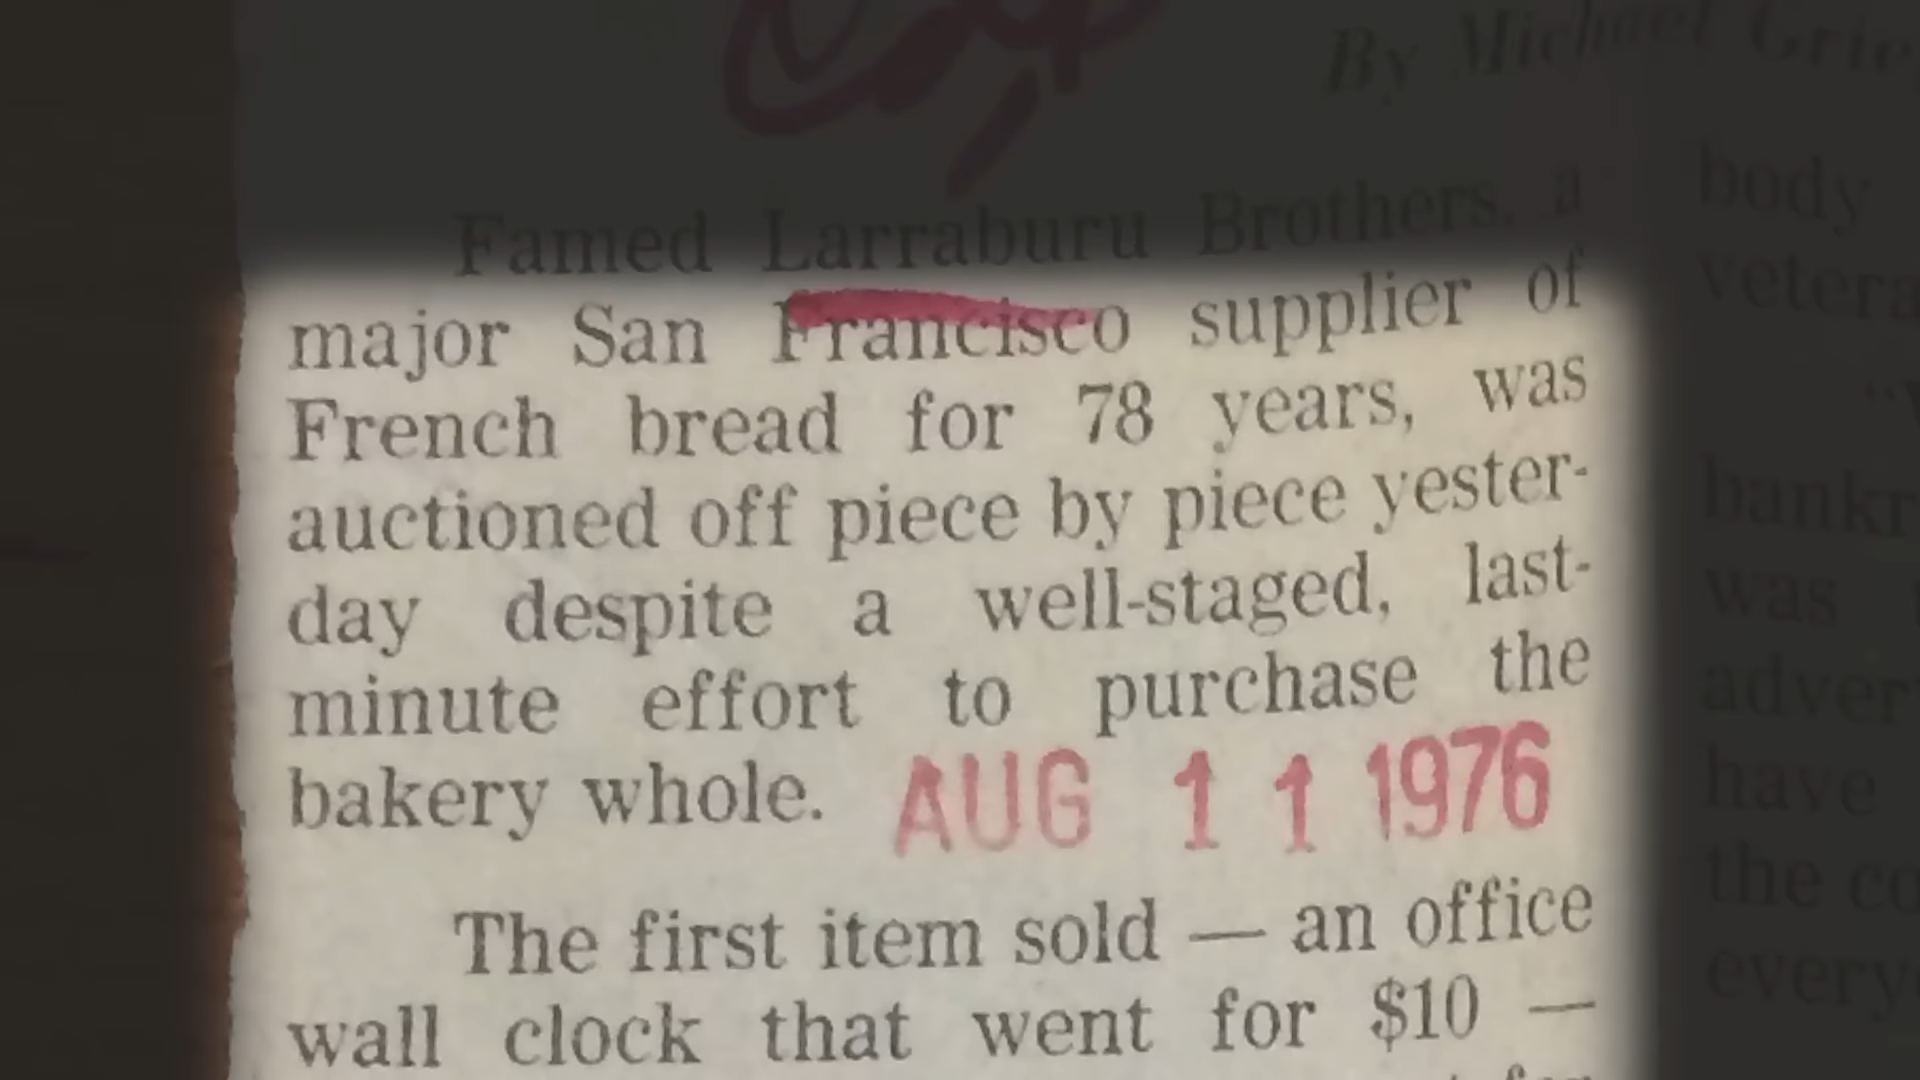 By Michael Grie
Famed Larraburu Brothers, a
major San Francisco supplier of
French bread for 78 years, was
auctioned off piece by piece yester-
day despite a well-staged, last-
minute effort to purchase the
bakery whole. AUG 11 1976
The first item sold — an office
wall clock that went for $10 —
body
vetera
bankr
was
adver
have
the co
every